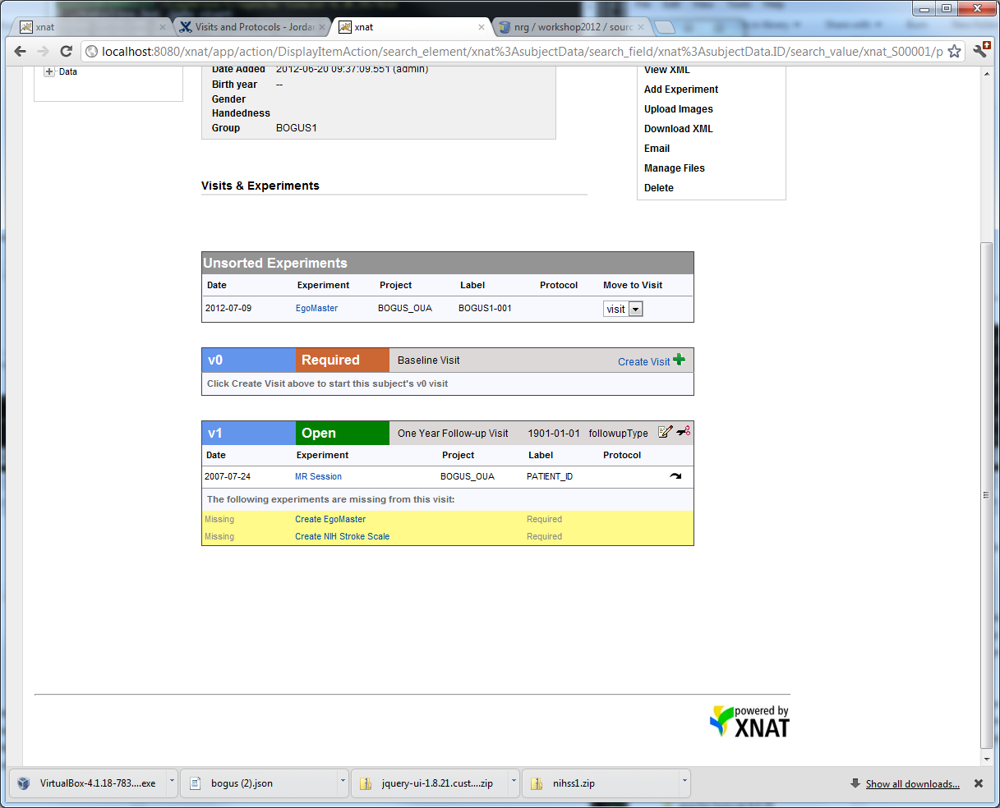 xnat
Visits and Protocols - Jordan
xnat
nrg / workshop2012 / sourc
localhost:8080/xnat/app/action/DisplayItemAction/search_element/xnat%3AsubjectData/search_field/xnat%3AsubjectData.ID/search_value/xnat_S00001/p
Data
Date Added 2012-06-20 09:37:09.551 (admin)
Birth year --
Gender
Handedness
Group BOGUS1
View XML
Add Experiment
Upload Images
Download XML
Email
Manage Files
Delete
Visits & Experiments
Unsorted Experiments
Date Experiment Project Label Protocol Move to Visit
2012-07-09 EgoMaster BOGUS_OUA BOGUS1-001 visit
v0 Required Baseline Visit Create Visit
Click Create Visit above to start this subject's v0 visit
v1 Open One Year Follow-up Visit 1901-01-01 followupType
Date Experiment Project Label Protocol
2007-07-24 MR Session BOGUS_OUA PATIENT_ID
The following experiments are missing from this visit:
Missing Create EgoMaster Required
Missing Create NIH Stroke Scale Required
powered by
XNAT
VirtualBox-4.1.18-783....exe
bogus (2).json
jquery-ui-1.8.21.cust....zip
nihss1.zip
Show all downloads...